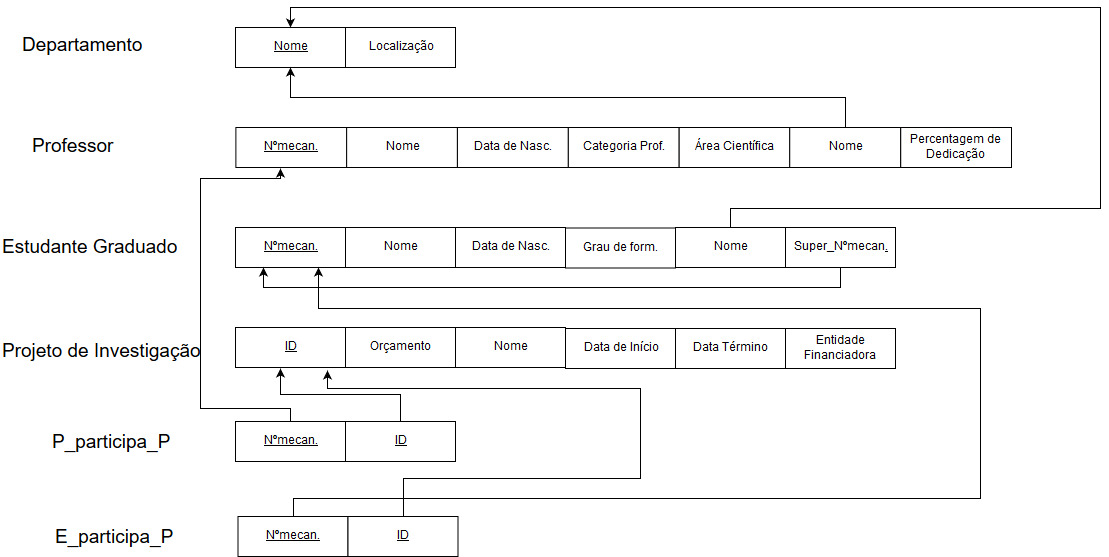 Departamento
Nome
Localização
Professor
Nºmecan.
Nome
Data de Nasc.
Categoria Prof.
Área Científica
Nome
Percentagem de
Dedicação
Estudante Graduado
Nºmecan.
Nome
Data de Nasc.
Grau de form.
Nome
Super_Nºmecan.
Projeto de Investigação
ID
Orçamento
Nome
Data de Início
Data Término
Entidade
Financiadora
P_participa_P
Nºmecan.
ID
E_participa_P
Nºmecan.
ID